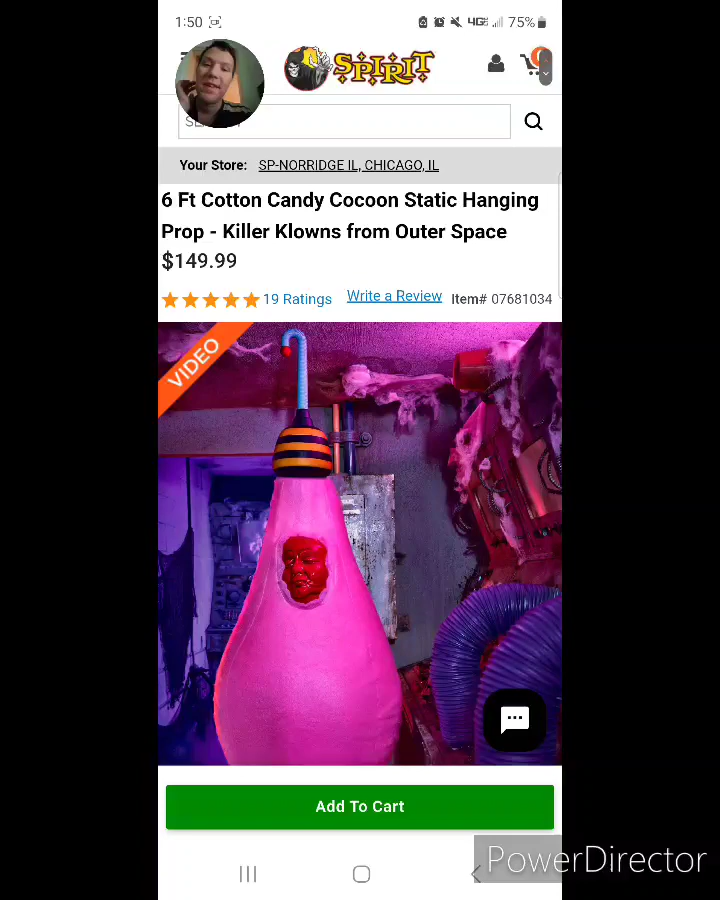 1:50 4GE 75%
SPIRIT
Your Store: SP-NORRIDGE IL, CHICAGO, IL
6 Ft Cotton Candy Cocoon Static Hanging
Prop - Killer Klowns from Outer Space
$149.99
19 Ratings Write a Review Item# 07681034
VIDEO
Add To Cart
PowerDirector